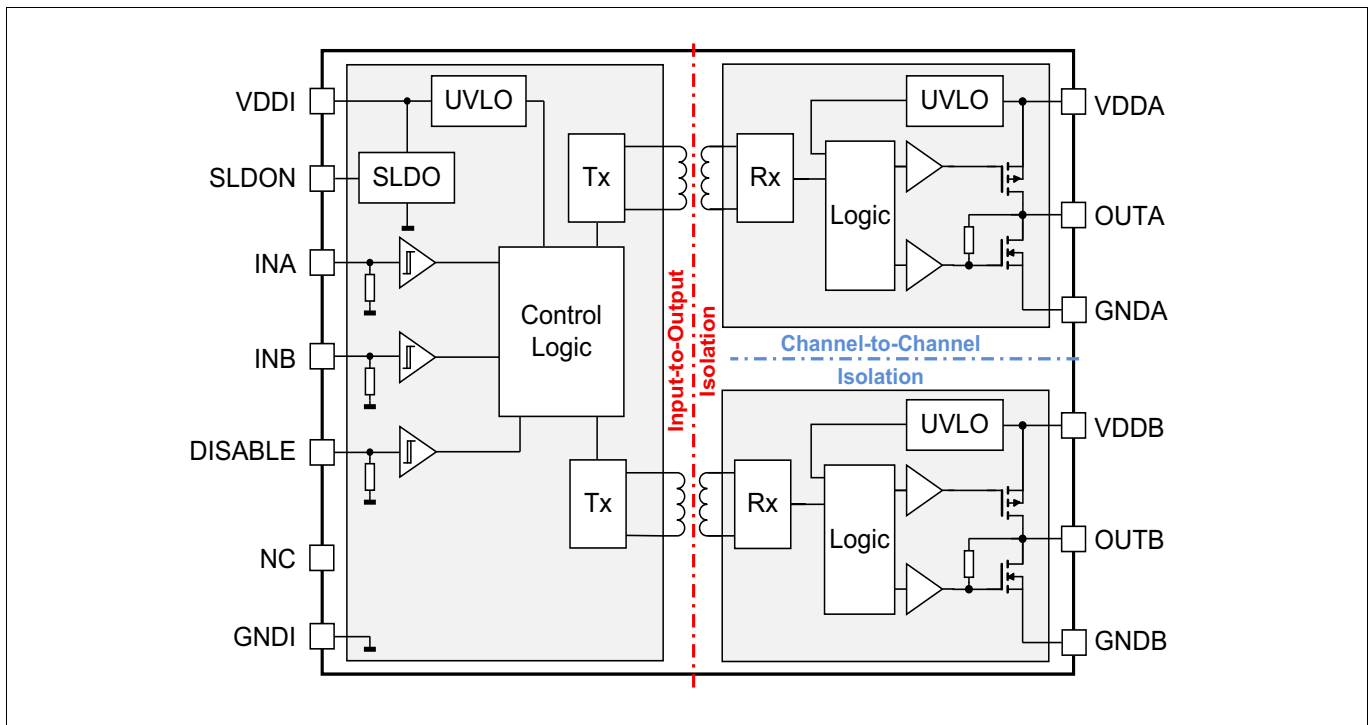 VDDI
SLDON
INA
INB
DISABLE
NC
GNDI
UVLO
SLDO
Control
Logic
Tx
Tx
Input-to-Output
Isolation
Rx
Logic
UVLO
VDDA
OUTA
GNDA
Channel-to-Channel
Isolation
Rx
Logic
UVLO
VDDB
OUTB
GNDB